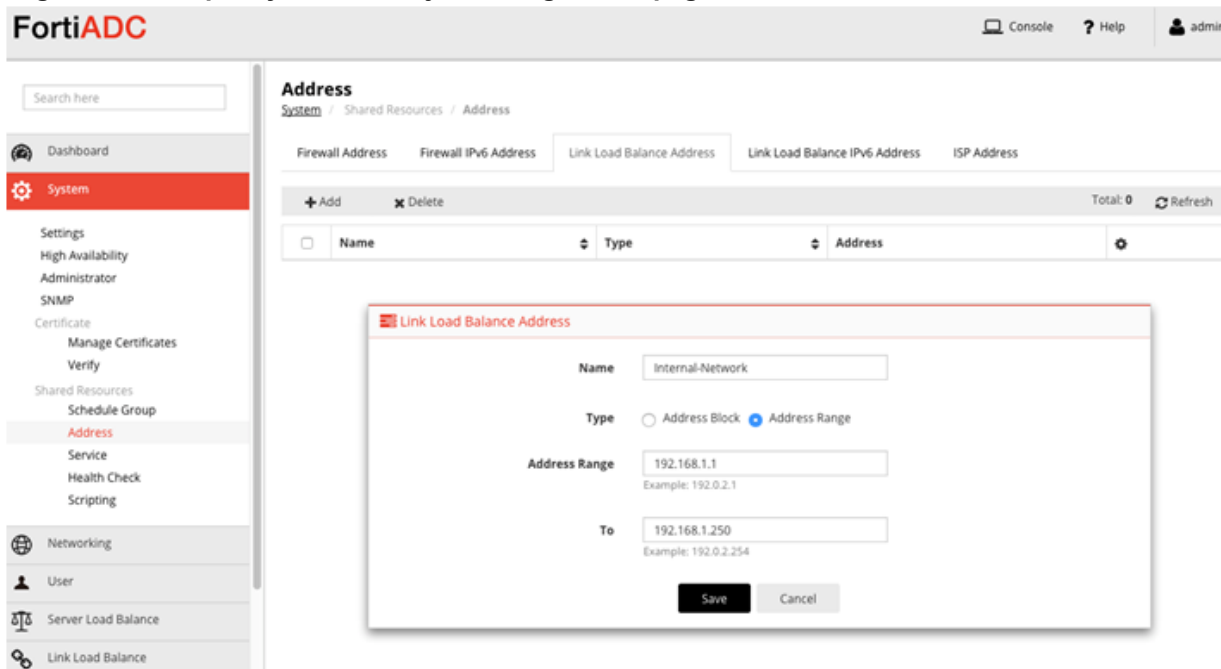 FortiADC
Console ? Help admin
Search here
Dashboard
System
Settings
High Availability
Administrator
SNMP
Certificate
Manage Certificates
Verify
Shared Resources
Schedule Group
Address
Service
Health Check
Scripting
Networking
User
Server Load Balance
Link Load Balance
Address
System / Shared Resources / Address
Firewall Address Firewall IPv6 Address Link Load Balance Address Link Load Balance IPv6 Address ISP Address
Add Delete Total: 0 Refresh
Name Type Address
Link Load Balance Address
Name Internal-Network
Type Address Block Address Range
Address Range 192.168.1.1
Example: 192.0.2.1
To 192.168.1.250
Example: 192.0.2.254
Save Cancel